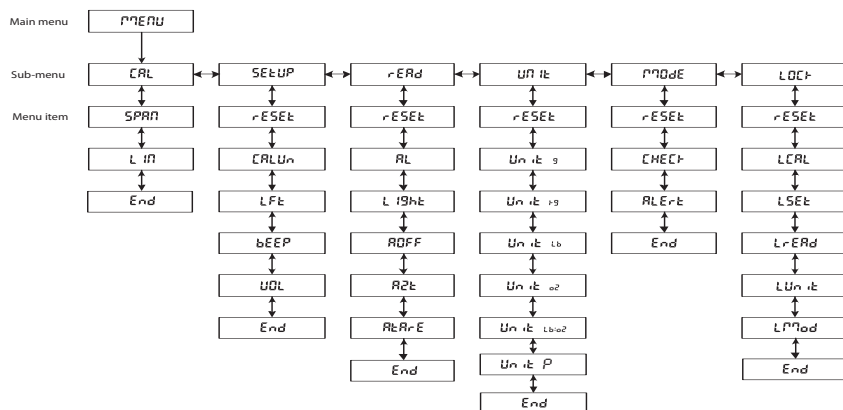 Main menu MENU
Sub-menu CAL SEtUP rEAd UNIt MOdE LOCk
Menu item SPAN rESEt rESEt rESEt rESEt rESEt
LIN CALUn AL Unit g CHECk LCAL
End LFt LIght Unit kg ALErt LSEt
bEEP AOFF Unit Lb End LrEAd
VOL AZt Unit oz LUnit
End AtArE Unit Lb:oz LMod
End Unit P End
End